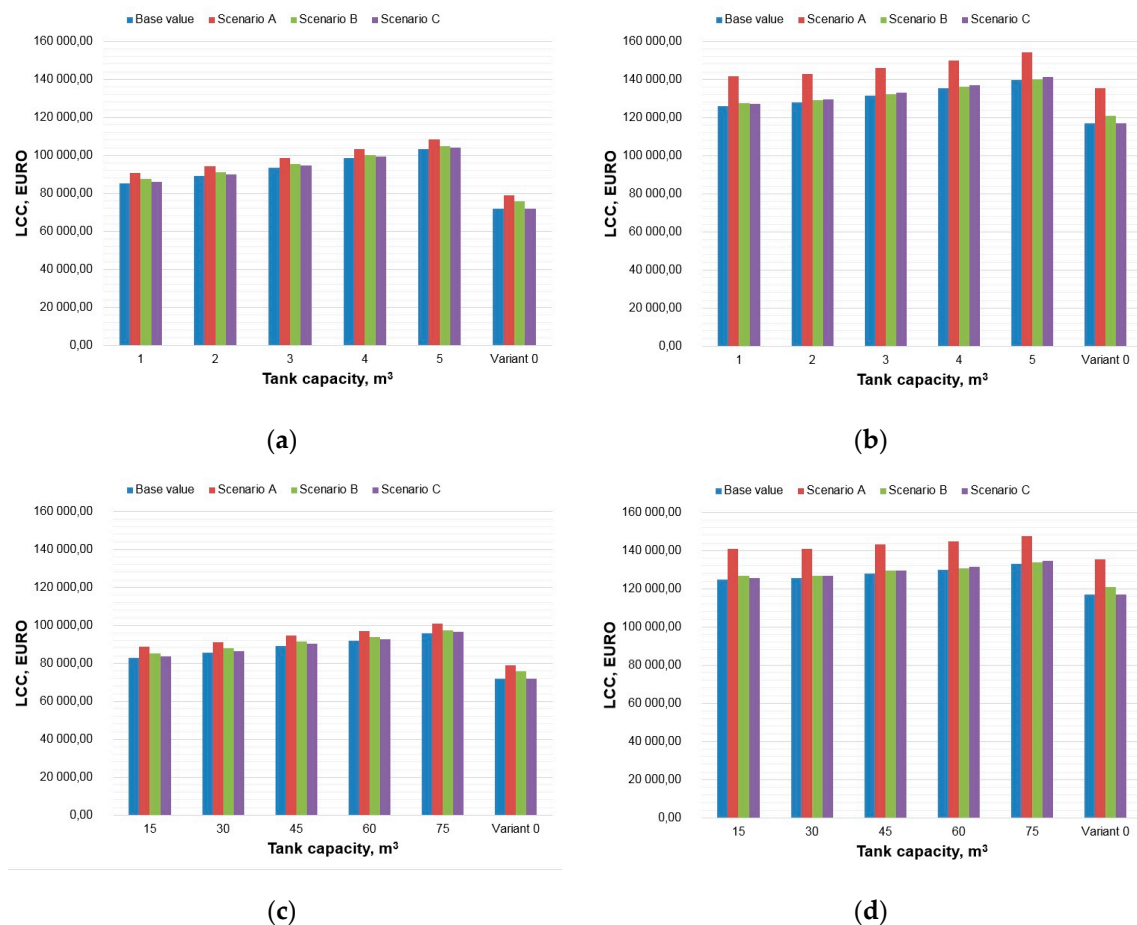 Base value Scenario A Scenario B Scenario C
160 000,00
140 000,00
120 000,00
100 000,00
80 000,00
60 000,00
40 000,00
20 000,00
0,00
LCC, EURO
1 2 3 4 5 Variant 0
Tank capacity, m³
(a)
Base value Scenario A Scenario B Scenario C
160 000,00
140 000,00
120 000,00
100 000,00
80 000,00
60 000,00
40 000,00
20 000,00
0,00
LCC, EURO
1 2 3 4 5 Variant 0
Tank capacity, m³
(b)
Base value Scenario A Scenario B Scenario C
160 000,00
140 000,00
120 000,00
100 000,00
80 000,00
60 000,00
40 000,00
20 000,00
0,00
LCC, EURO
15 30 45 60 75 Variant 0
Tank capacity, m³
(c)
Base value Scenario A Scenario B Scenario C
160 000,00
140 000,00
120 000,00
100 000,00
80 000,00
60 000,00
40 000,00
20 000,00
0,00
LCC, EURO
15 30 45 60 75 Variant 0
Tank capacity, m³
(d)